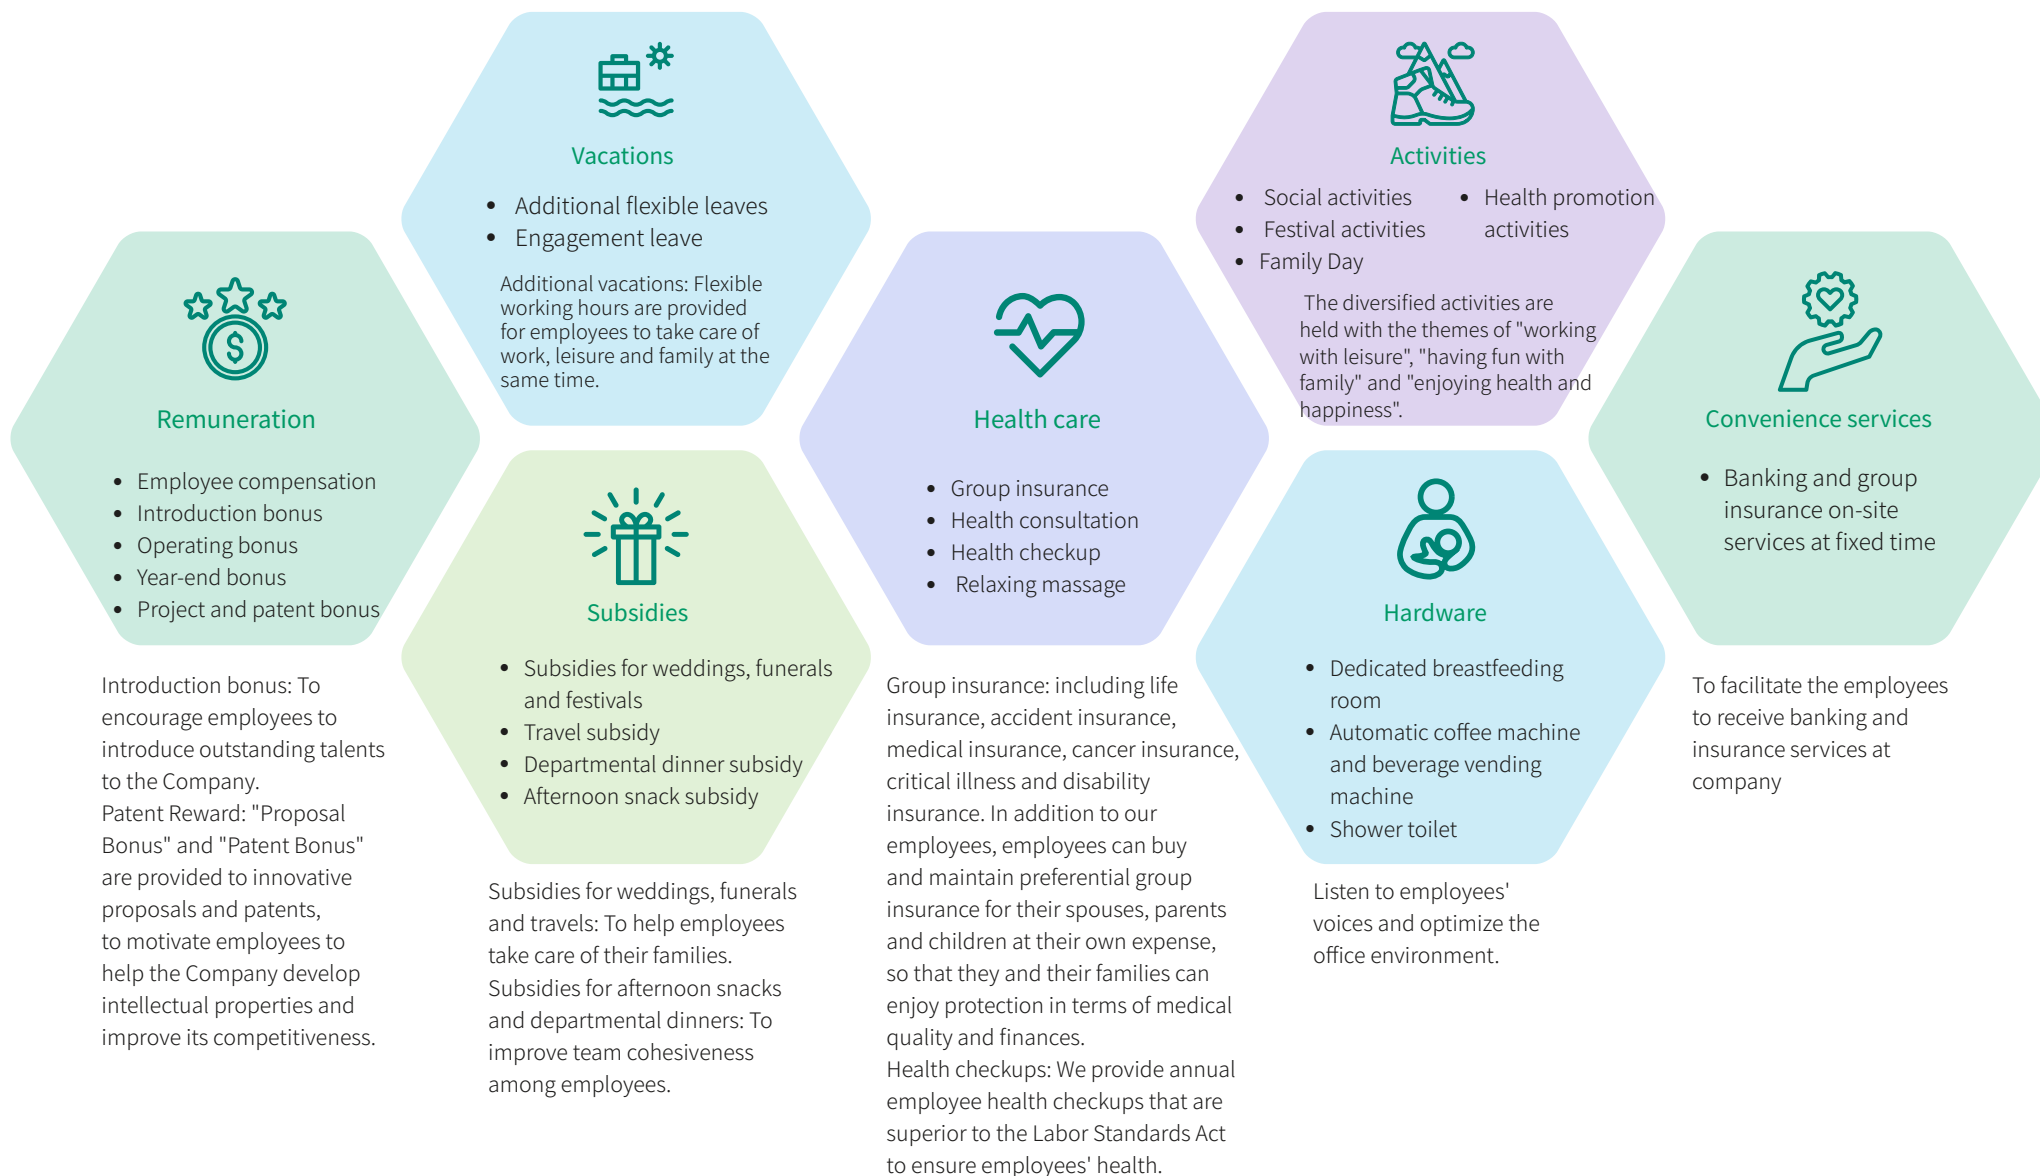 Remuneration
• Employee compensation
• Introduction bonus
• Operating bonus
• Year-end bonus
• Project and patent bonus
Introduction bonus: To
encourage employees to
introduce outstanding talents
to the Company.
Patent Reward: "Proposal
Bonus" and "Patent Bonus"
are provided to innovative
proposals and patents,
to motivate employees to
help the Company develop
intellectual properties and
improve its competitiveness.
Vacations
• Additional flexible leaves
• Engagement leave
Additional vacations: Flexible
working hours are provided
for employees to take care of
work, leisure and family at the
same time.
Subsidies
• Subsidies for weddings, funerals
and festivals
• Travel subsidy
• Departmental dinner subsidy
• Afternoon snack subsidy
Subsidies for weddings, funerals
and travels: To help employees
take care of their families.
Subsidies for afternoon snacks
and departmental dinners: To
improve team cohesiveness
among employees.
Health care
• Group insurance
• Health consultation
• Health checkup
• Relaxing massage
Group insurance: including life
insurance, accident insurance,
medical insurance, cancer insurance,
critical illness and disability
insurance. In addition to our
employees, employees can buy
and maintain preferential group
insurance for their spouses, parents
and children at their own expense,
so that they and their families can
enjoy protection in terms of medical
quality and finances.
Health checkups: We provide annual
employee health checkups that are
superior to the Labor Standards Act
to ensure employees' health.
Activities
• Social activities
• Festival activities
• Family Day
• Health promotion
activities
The diversified activities are
held with the themes of "working
with leisure", "having fun with
family" and "enjoying health and
happiness".
Hardware
• Dedicated breastfeeding
room
• Automatic coffee machine
and beverage vending
machine
• Shower toilet
Listen to employees'
voices and optimize the
office environment.
Convenience services
• Banking and group
insurance on-site
services at fixed time
To facilitate the employees
to receive banking and
insurance services at
company